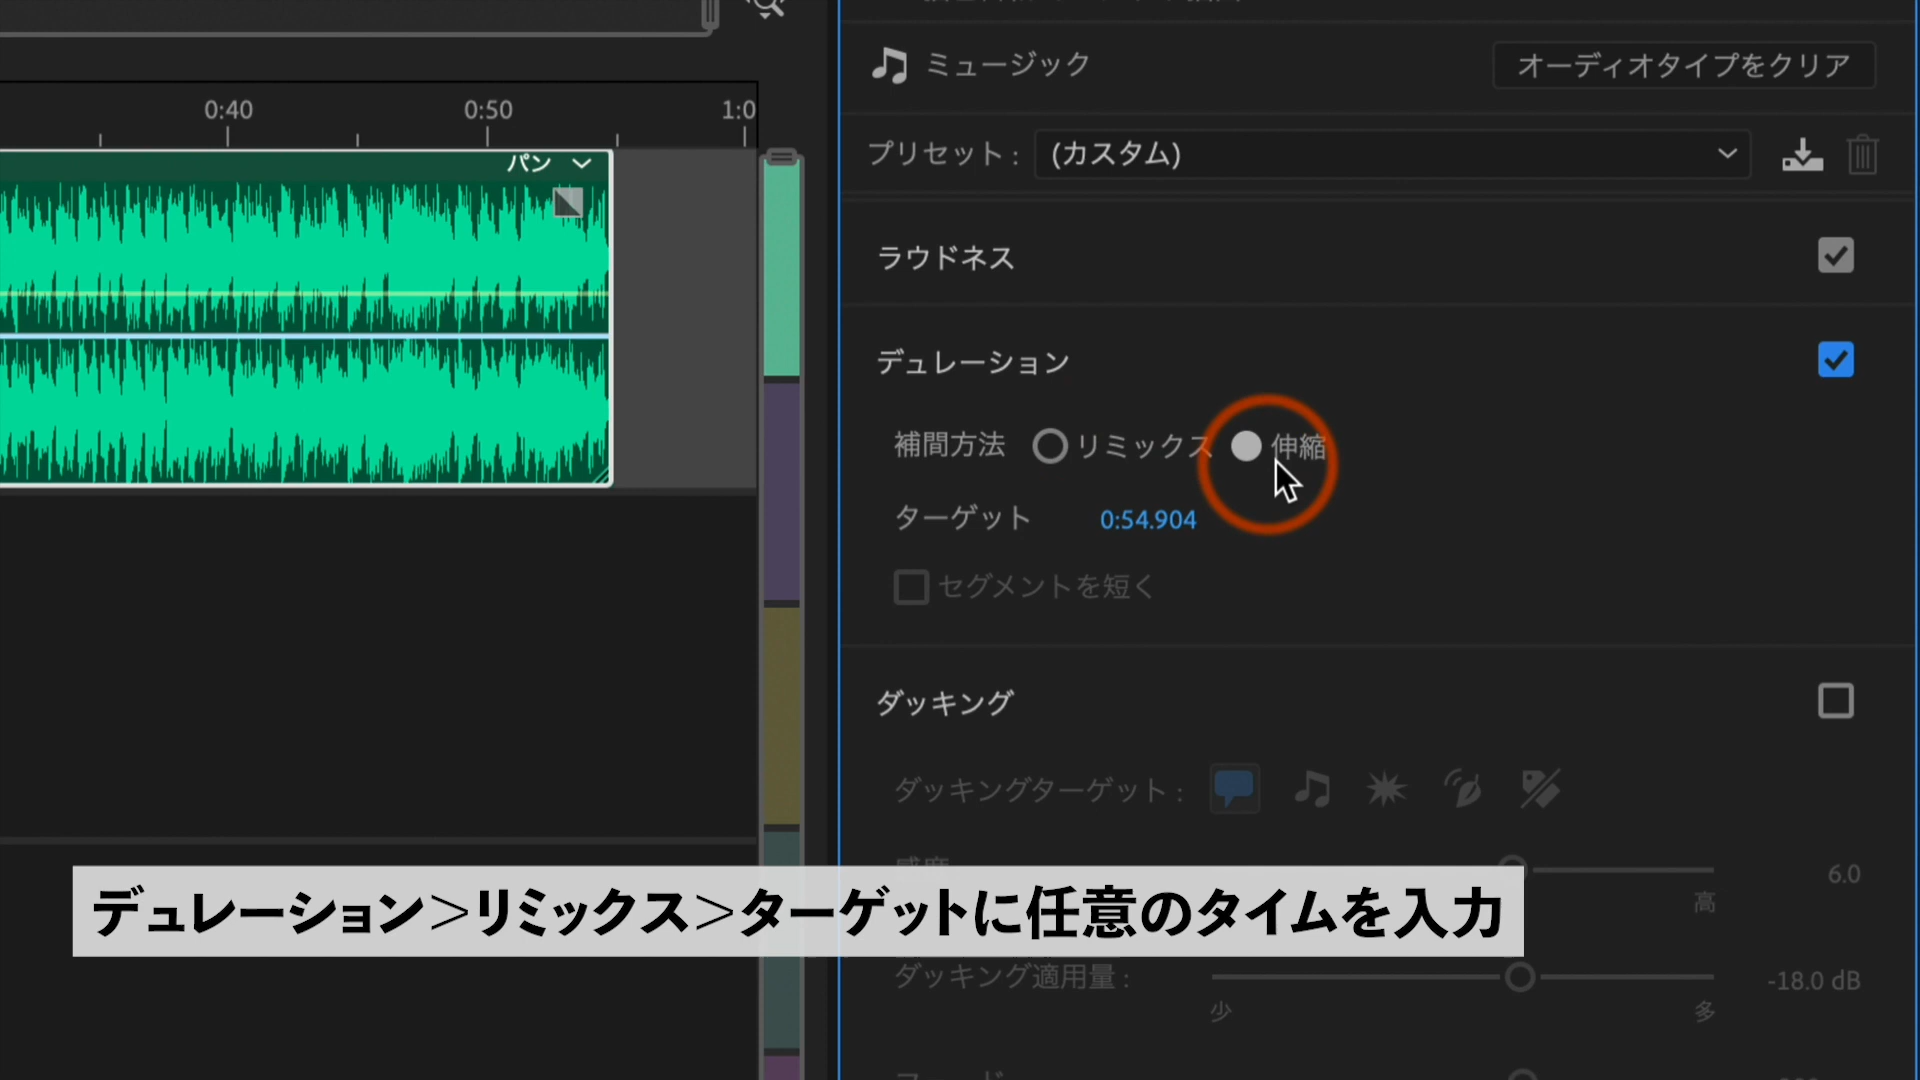 ミュージック
オーディオタイプをクリア
0:40 0:50 1:0
プリセット : (カスタム)
パン
ラウドネス
デュレーション
補間方法 リミックス 伸縮
ターゲット 0:54.904
セグメントを短く
ダッキング
ダッキングターゲット :
感度 6.0
高
デュレーション>リミックス>ターゲットに任意のタイムを入力
ダッキング適用量 : -18.0 dB
少 多